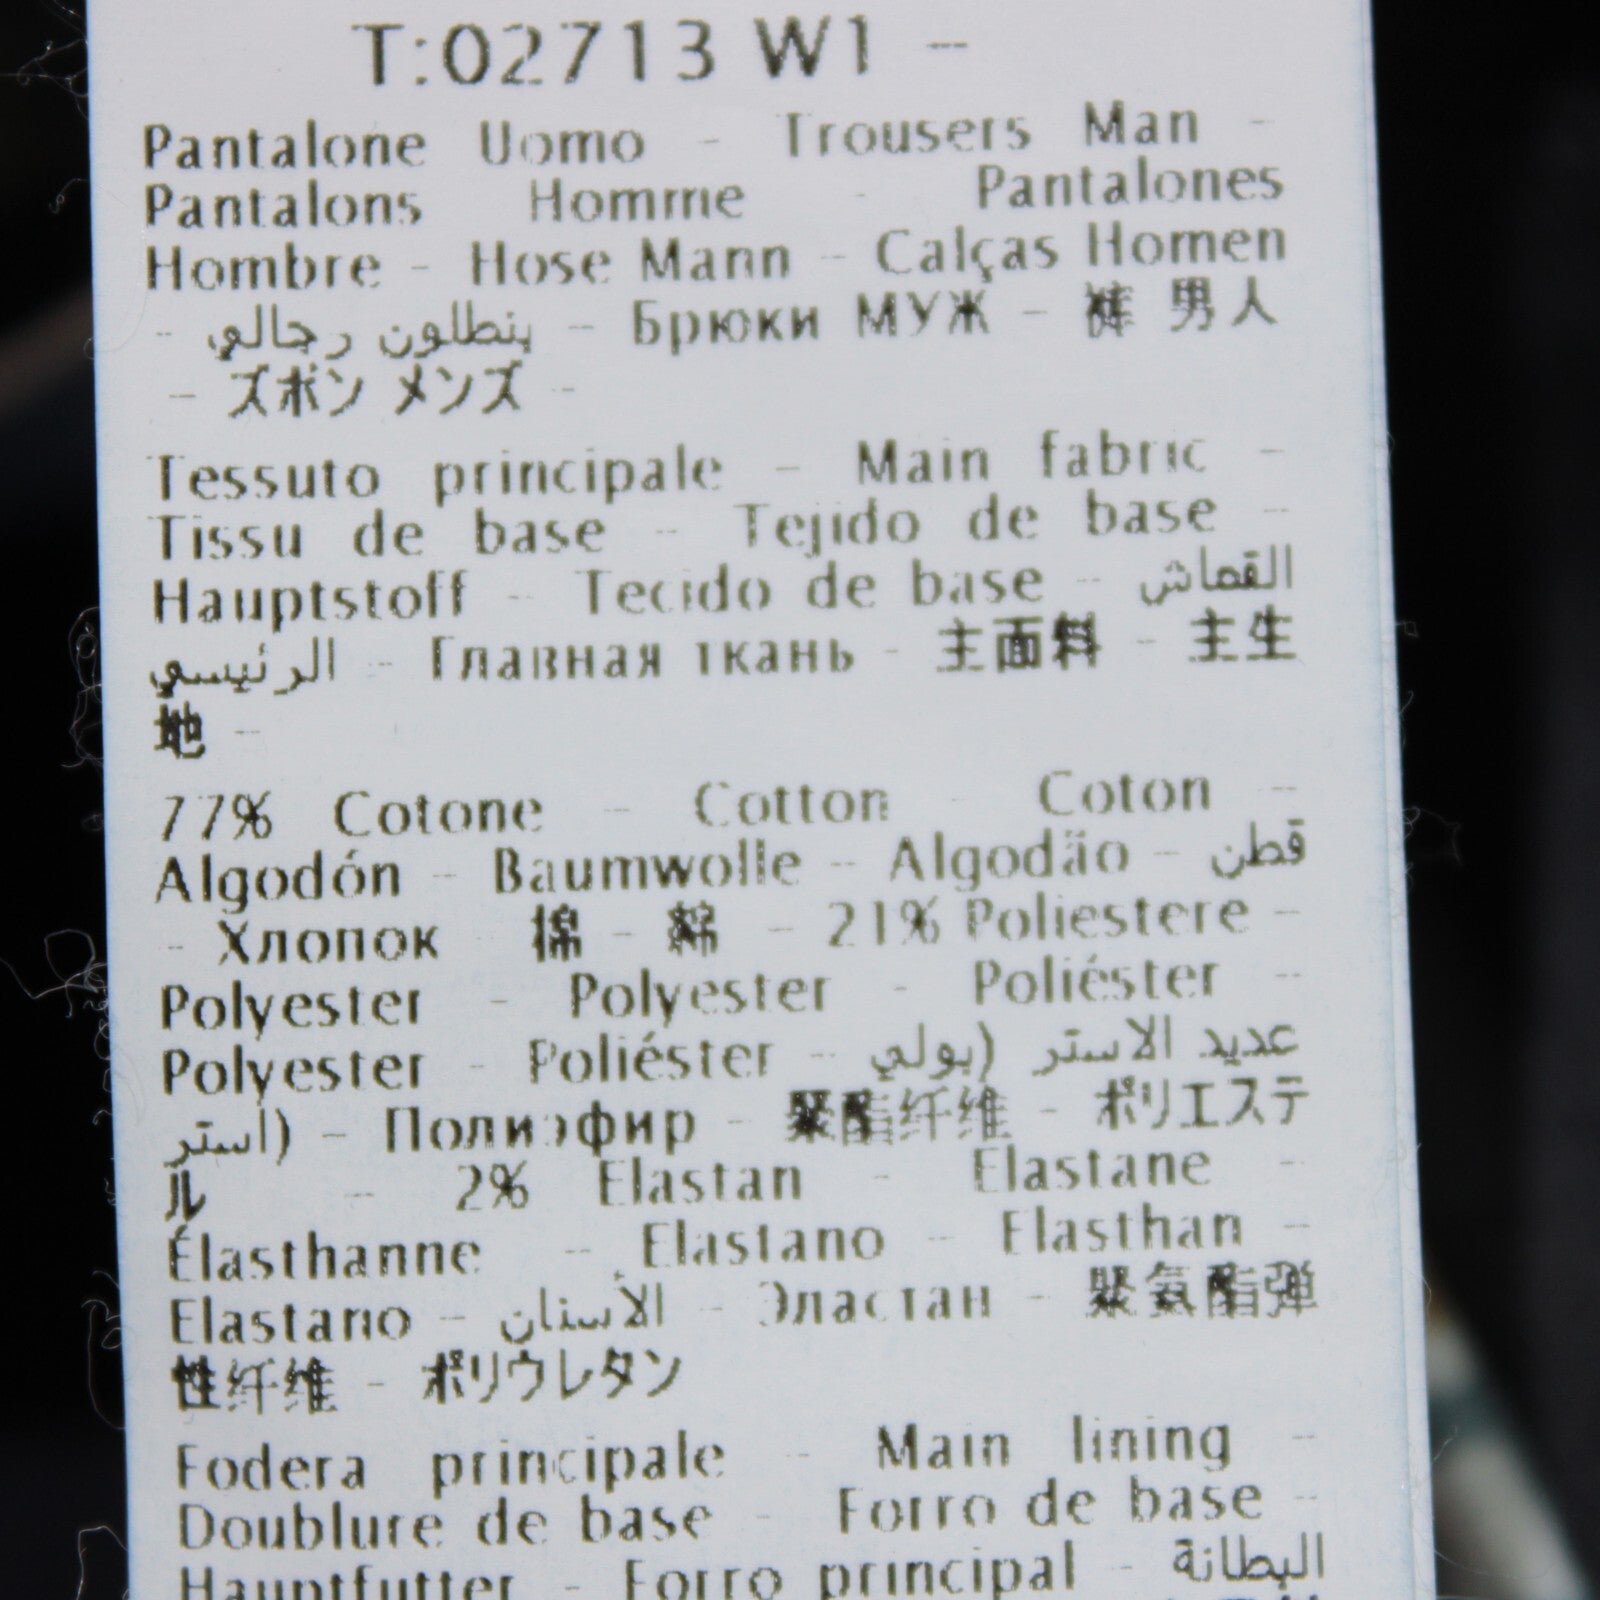 T:02713 W1 -
Pantalone Uomo - Trousers Man -
Pantalons Homme - Pantalones
Hombre - Hose Mann - Calças Homen
- بنطلون رجالي - Брюки МУЖ - 裤 男人
- ズボン メンズ -
Tessuto principale - Main fabric -
Tissu de base - Tejido de base -
Hauptstoff - Tecido de base - القماش
الرئيسي - Главная ткань - 主面料 - 主生
地 -
77% Cotone - Cotton - Coton -
Algodón - Baumwolle - Algodão - قطن
- Хлопок - 棉 - 綿 - 21% Poliestere -
Polyester - Polyester - Poliéster -
Polyester - Poliéster - عديد الاستر (بولي
استر) - Полиэфир - 聚酯纤维 - ポリエステ
ル - 2% Elastan - Elastane -
Élasthanne - Elastano - Elasthan -
Elastano - الأستان - Эластан - 聚氨酯弹
性纤维 - ポリウレタン
Fodera principale - Main lining -
Doublure de base - Forro de base -
Hauptfutter - Forro principal - البطانة